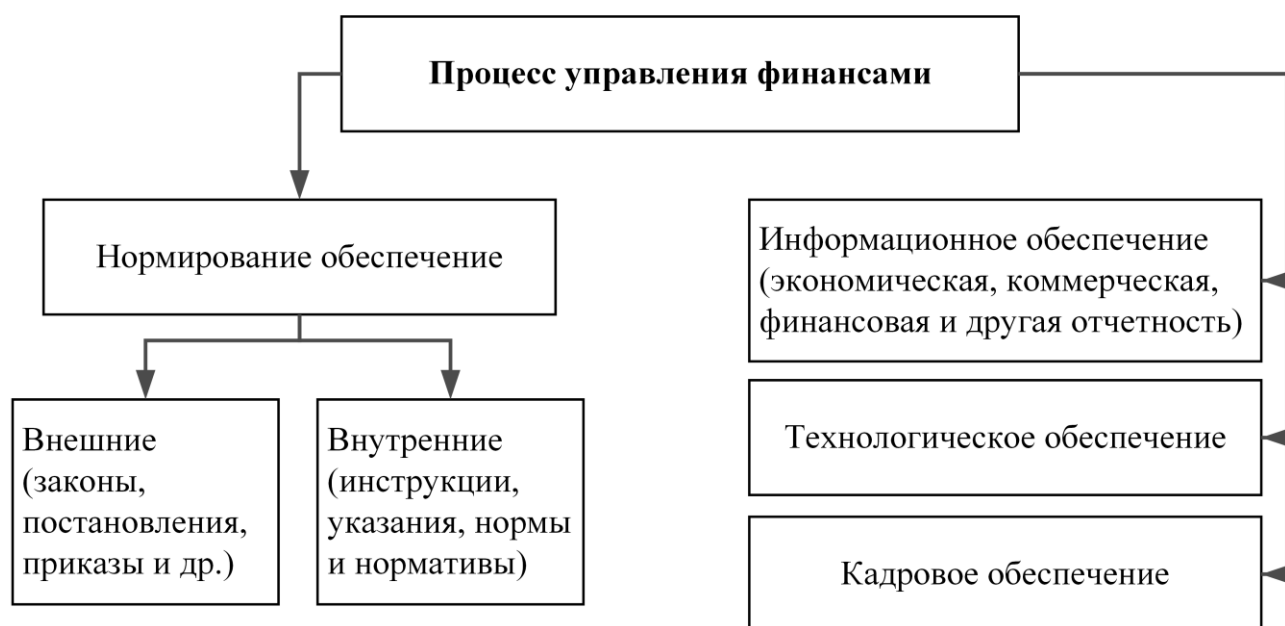 Процесс управления финансами
Нормирование обеспечение
Внешние
(законы,
постановления,
приказы и др.)
Внутренние
(инструкции,
указания, нормы
и нормативы)
Информационное обеспечение
(экономическая, коммерческая,
финансовая и другая отчетность)
Технологическое обеспечение
Кадровое обеспечение